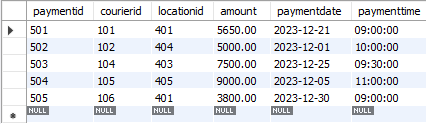 paymentid courierid locationid amount paymentdate paymenttime
501 101 401 5650.00 2023-12-21 09:00:00
502 102 404 5000.00 2023-12-01 10:00:00
503 104 403 7500.00 2023-12-25 09:30:00
504 105 405 9000.00 2023-12-05 11:00:00
505 106 401 3800.00 2023-12-30 09:00:00
NULL NULL NULL NULL NULL NULL